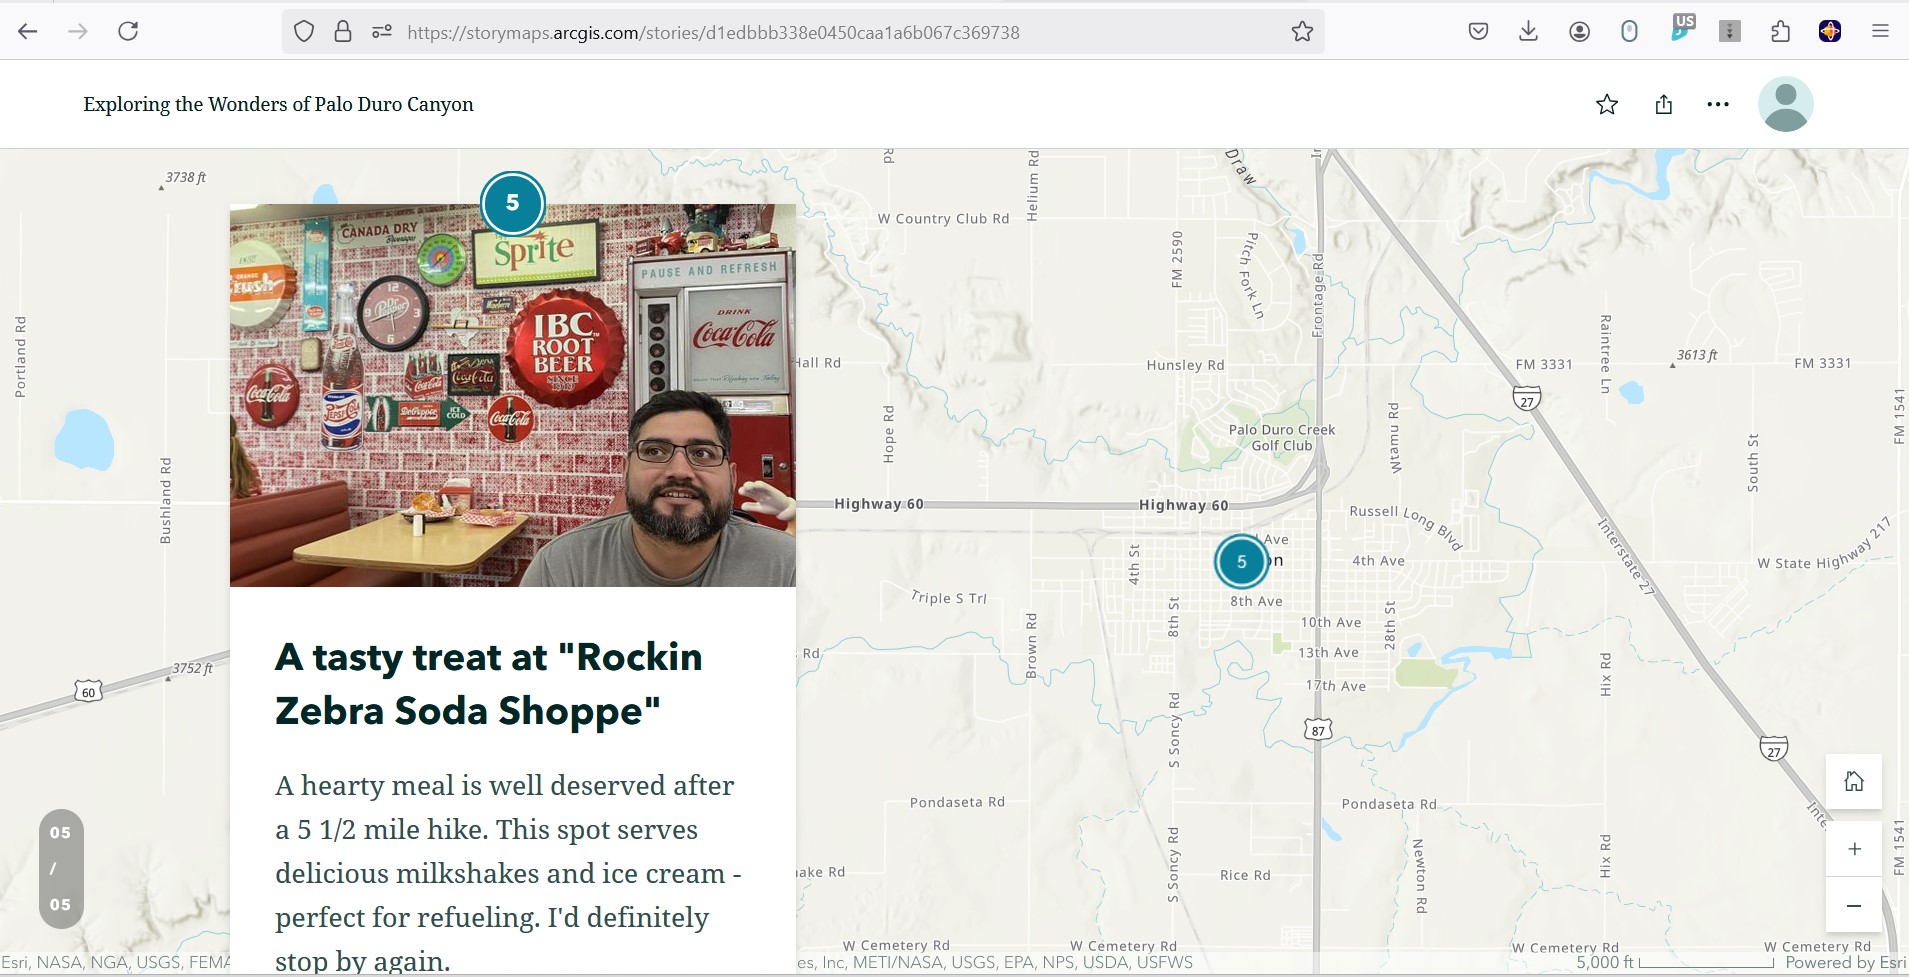 https://storymaps.arcgis.com/stories/d1edbbb338e0450caa1a6b067c369738
US
Exploring the Wonders of Palo Duro Canyon
3738 ft
5
CANADA DRY
Beverages
Sprite
Crush
Dr Pepper
PAUSE AND REFRESH
DRINK
Coca-Cola
IBC
ROOT
BEER
SINCE
1919
Coca-Cola
Coca-Cola
Coca-Cola
PEPSI
ICE
COLD
Coca-Cola
A tasty treat at "Rockin
Zebra Soda Shoppe"
A hearty meal is well deserved after
a 5 1/2 mile hike. This spot serves
delicious milkshakes and ice cream -
perfect for refueling. I'd definitely
stop by again.
05
/
05
Portland Rd
Bushland Rd
3752 ft
60
Rd
Helium Rd
Draw
W Country Club Rd
FM 2590
Pitch Fork Ln
Frontage Rd
Hall Rd
Hunsley Rd
FM 3331
Raintree Ln
3613 ft
FM 3331
27
FM 1541
Hope Rd
Palo Duro Creek
Golf Club
Wtamu Rd
South St
Highway 60
Highway 60
Russell Long Blvd
Interstate 27
W State Highway 217
4th St
Ave
5
on
4th Ave
Triple S Trl
8th Ave
8th St
10th Ave
28th St
Brown Rd
Rd
13th Ave
17th Ave
Hix Rd
S Soncy Rd
87
27
Pondaseta Rd
Pondaseta Rd
Inte
S Soncy Rd
Newton Rd
Hix Rd
FM 1541
ake Rd
Rice Rd
W Cemetery Rd
W Cemetery Rd
W Cemetery Rd
W Cemetery Rd
+
−
Esri, NASA, NGA, USGS, FEMA
es, Inc, METI/NASA, USGS, EPA, NPS, USDA, USFWS
5,000 ft
Powered by Esri